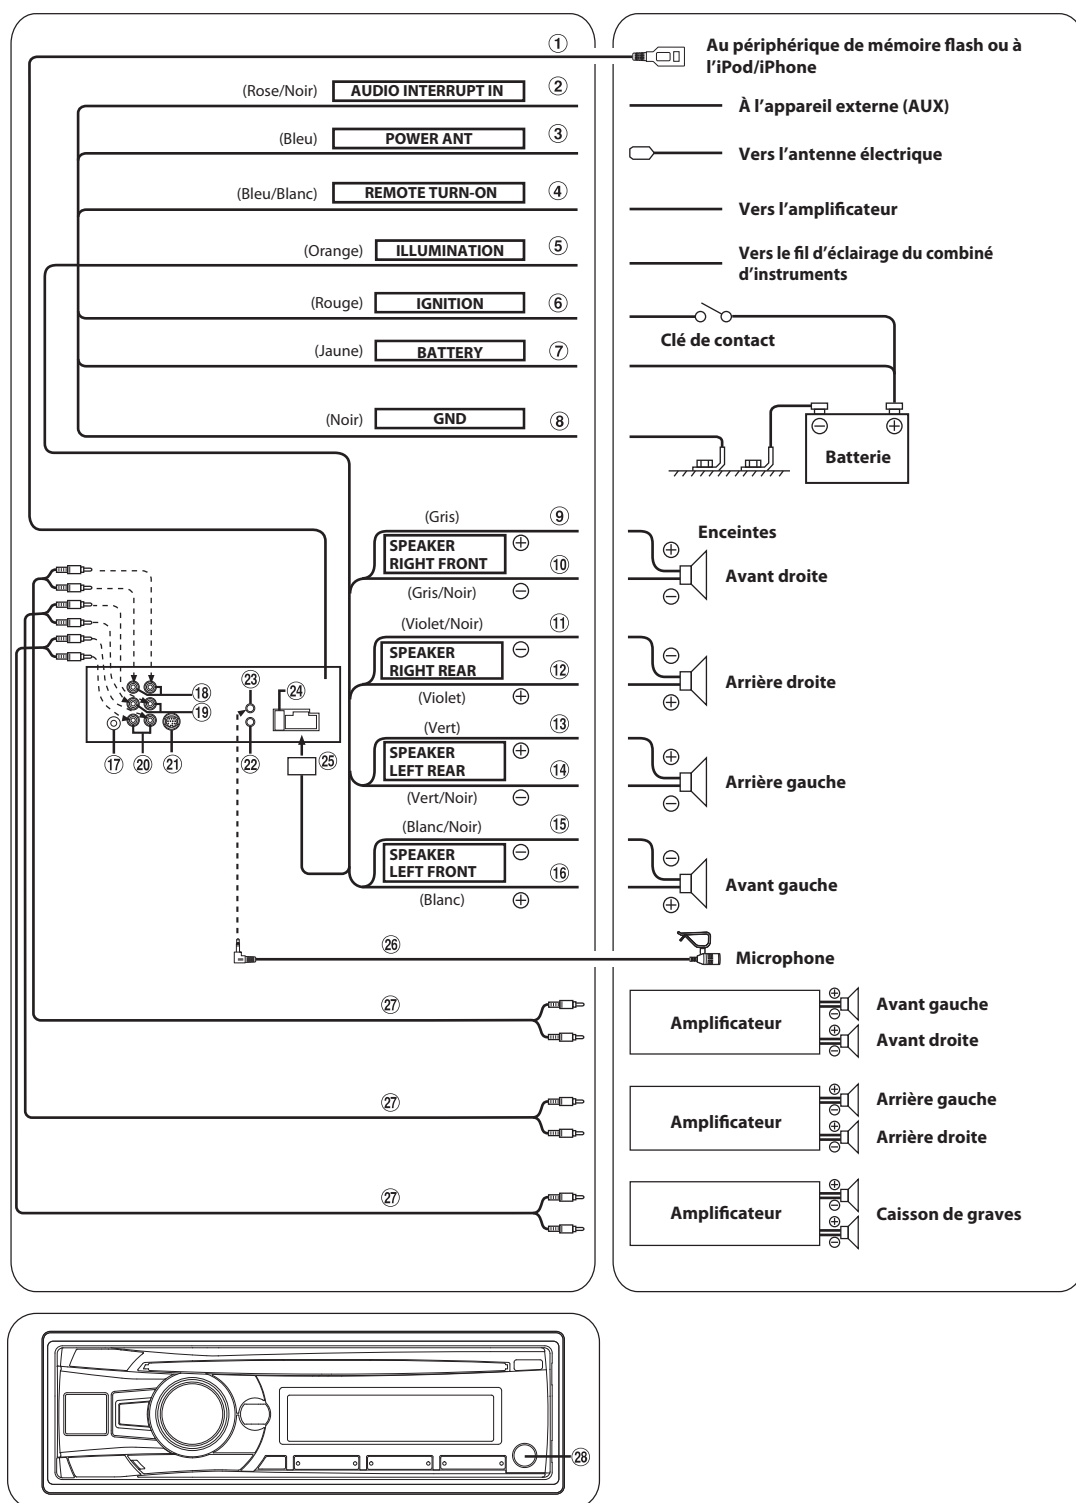 ①
Au périphérique de mémoire flash ou à
l’iPod/iPhone
(Rose/Noir) AUDIO INTERRUPT IN ②
À l’appareil externe (AUX)
(Bleu) POWER ANT ③
Vers l’antenne électrique
(Bleu/Blanc) REMOTE TURN-ON ④
Vers l’amplificateur
(Orange) ILLUMINATION ⑤
Vers le fil d’éclairage du combiné
d’instruments
(Rouge) IGNITION ⑥
Clé de contact
(Jaune) BATTERY ⑦
(Noir) GND ⑧
⊖ ⊕
Batterie
(Gris) ⑨
Enceintes
SPEAKER
RIGHT FRONT
⊕
⑩
(Gris/Noir) ⊖
⊕
Avant droite
⊖
(Violet/Noir) ⑪
SPEAKER
RIGHT REAR
⊖
⑫
(Violet) ⊕
⊖
Arrière droite
⊕
(Vert) ⑬
SPEAKER
LEFT REAR
⊕
⑭
(Vert/Noir) ⊖
⊕
Arrière gauche
⊖
(Blanc/Noir) ⑮
SPEAKER
LEFT FRONT
⊖
⑯
(Blanc) ⊕
⊖
Avant gauche
⊕
⑱
⑲
㉓
㉔
⑰ ⑳ ㉑ ㉒ ㉕
㉖
Microphone
㉗
Amplificateur
⊕
⊖
Avant gauche
⊕
⊖
Avant droite
㉗
Amplificateur
⊕
⊖
Arrière gauche
⊕
⊖
Arrière droite
㉗
Amplificateur
⊕
⊖
⊕
⊖
Caisson de graves
㉘